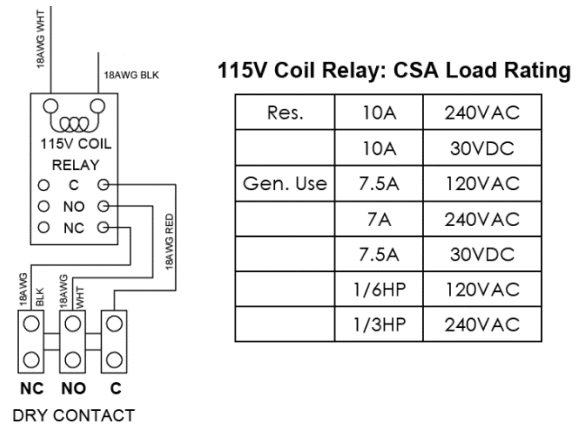 18AWG WHT
18AWG BLK
115V COIL
RELAY
C
NO
NC
18AWG RED
18AWG
BLK
18AWG
WHT
NC NO C
DRY CONTACT
115V Coil Relay: CSA Load Rating
Res. 10A 240VAC
10A 30VDC
Gen. Use 7.5A 120VAC
7A 240VAC
7.5A 30VDC
1/6HP 120VAC
1/3HP 240VAC